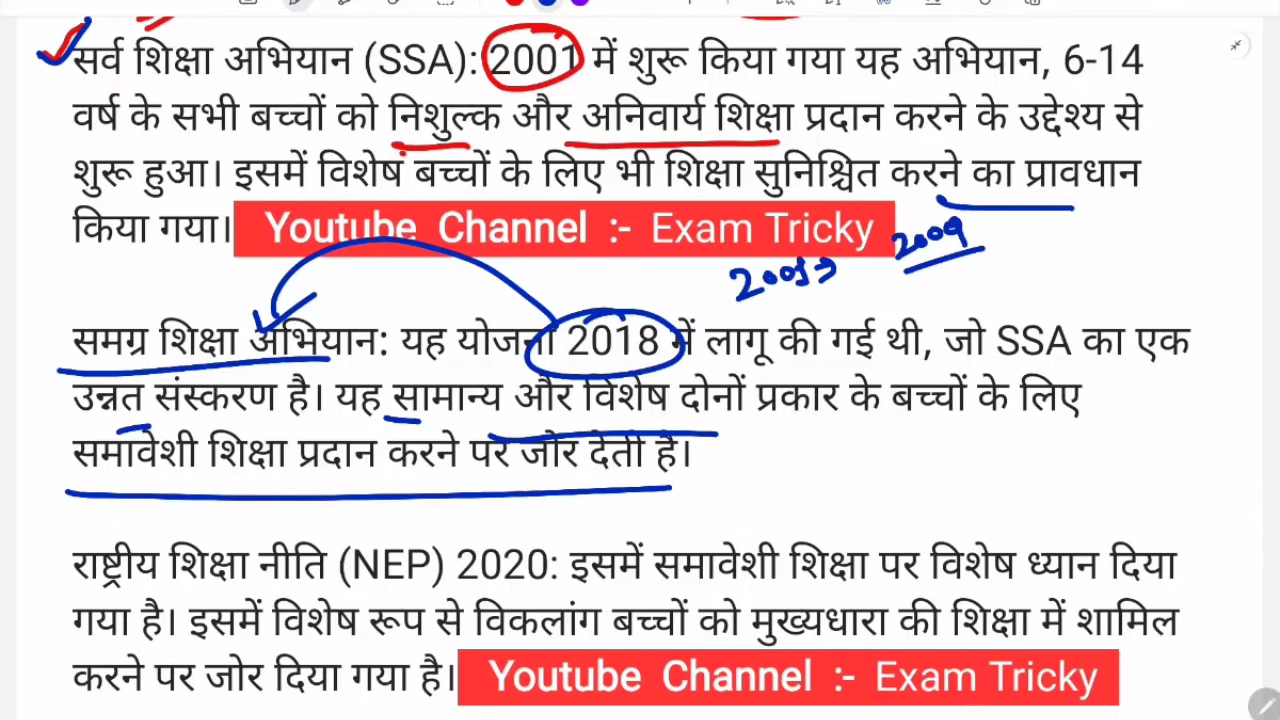 सर्व शिक्षा अभियान (SSA): 2001 में शुरू किया गया यह अभियान, 6-14
वर्ष के सभी बच्चों को निशुल्क और अनिवार्य शिक्षा प्रदान करने के उद्देश्य से
शुरू हुआ। इसमें विशेष बच्चों के लिए भी शिक्षा सुनिश्चित करने का प्रावधान
किया गया। Youtube Channel :- Exam Tricky
2009
2001→
समग्र शिक्षा अभियान: यह योजना 2018 में लागू की गई थी, जो SSA का एक
उन्नत संस्करण है। यह सामान्य और विशेष दोनों प्रकार के बच्चों के लिए
समावेशी शिक्षा प्रदान करने पर जोर देती है।
राष्ट्रीय शिक्षा नीति (NEP) 2020: इसमें समावेशी शिक्षा पर विशेष ध्यान दिया
गया है। इसमें विशेष रूप से विकलांग बच्चों को मुख्यधारा की शिक्षा में शामिल
करने पर जोर दिया गया है। Youtube Channel :- Exam Tricky